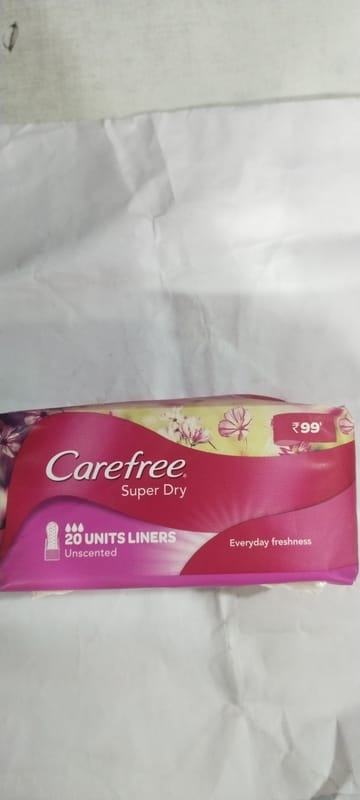 ₹99
Carefree®
Super Dry
20 UNITS LINERS
Unscented
Everyday freshness